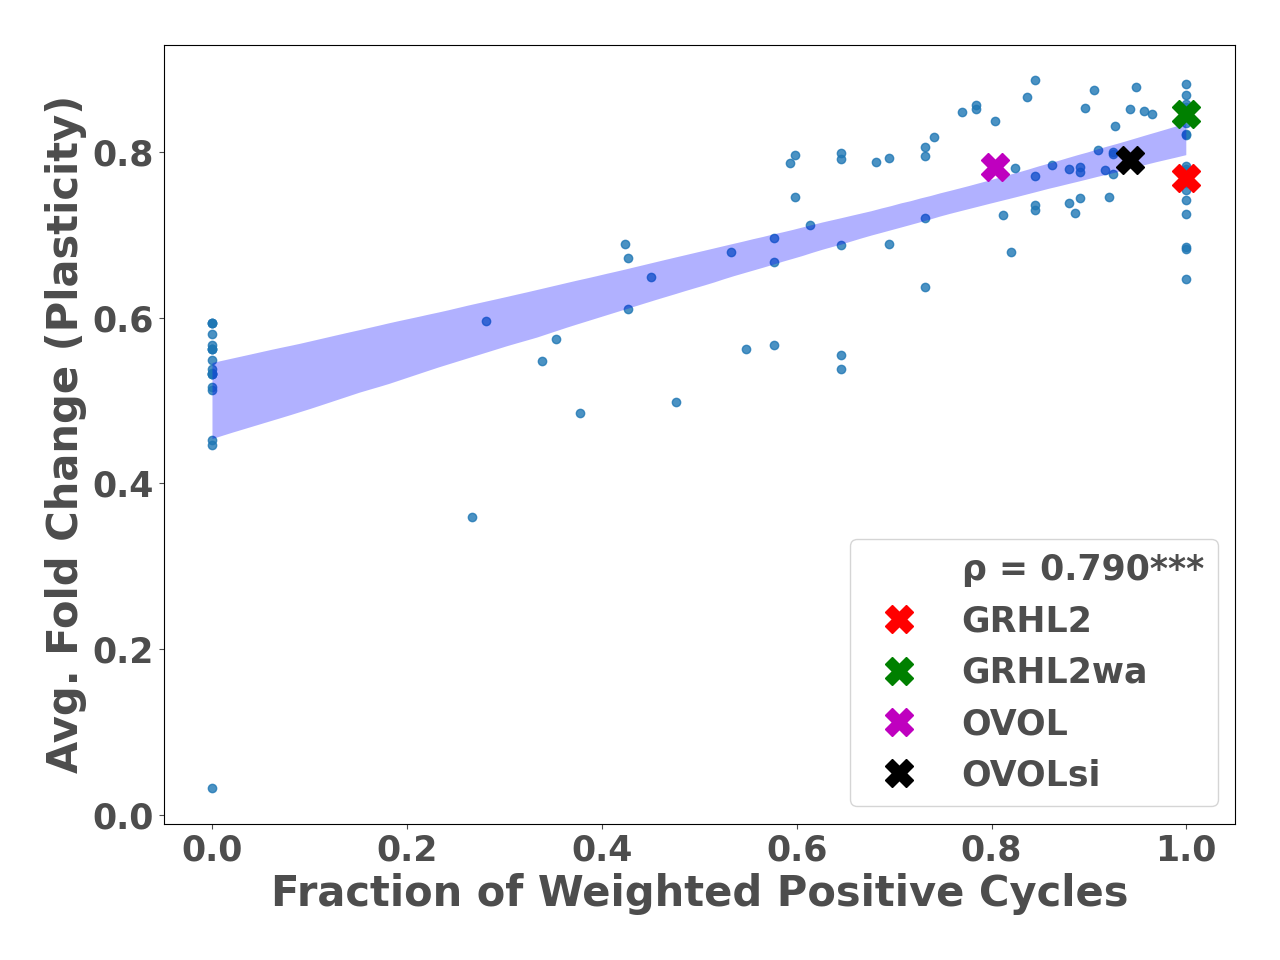 Avg. Fold Change (Plasticity)
0.8
0.6
0.4
0.2
0.0
ρ = 0.790***
GRHL2
GRHL2wa
OVOL
OVOLsi
0.0 0.2 0.4 0.6 0.8 1.0
Fraction of Weighted Positive Cycles